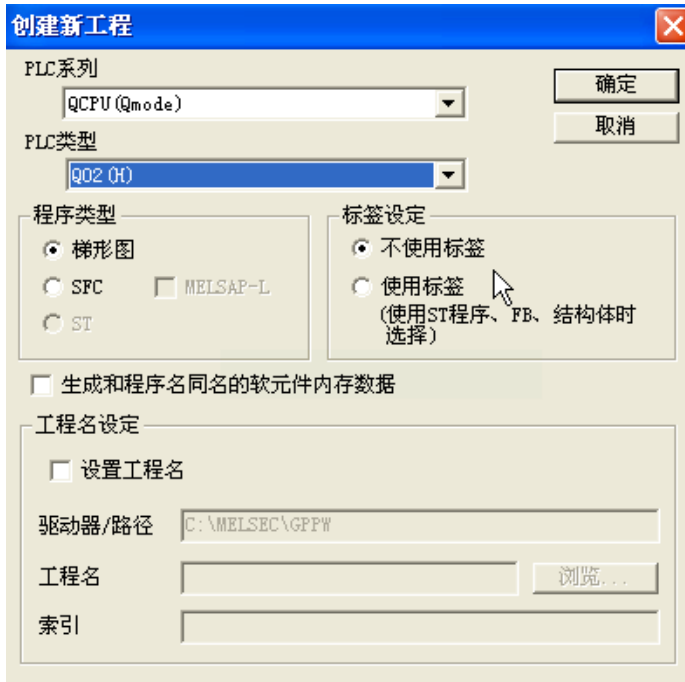 创建新工程
PLC系列
QCPU(Qmode)
确定
取消
PLC类型
Q02(H)
程序类型
梯形图
SFC
MELSAP-L
ST
标签设定
不使用标签
使用标签
(使用ST程序、FB、结构体时
选择)
生成和程序名同名的软元件内存数据
工程名设定
设置工程名
驱动器/路径
C:\MELSEC\GPPW
工程名
浏览...
索引